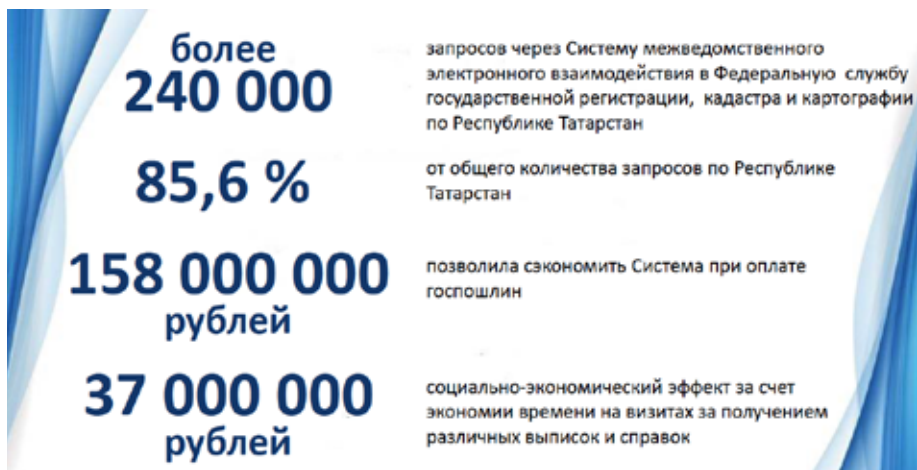 более
240 000
запросов через Систему межведомственного
электронного взаимодействия в Федеральную службу
государственной регистрации, кадастра и картографии
по Республике Татарстан
85,6 %
от общего количества запросов по Республике
Татарстан
158 000 000
рублей
позволила сэкономить Система при оплате
госпошлин
37 000 000
рублей
социально-экономический эффект за счет
экономии времени на визитах за получением
различных выписок и справок